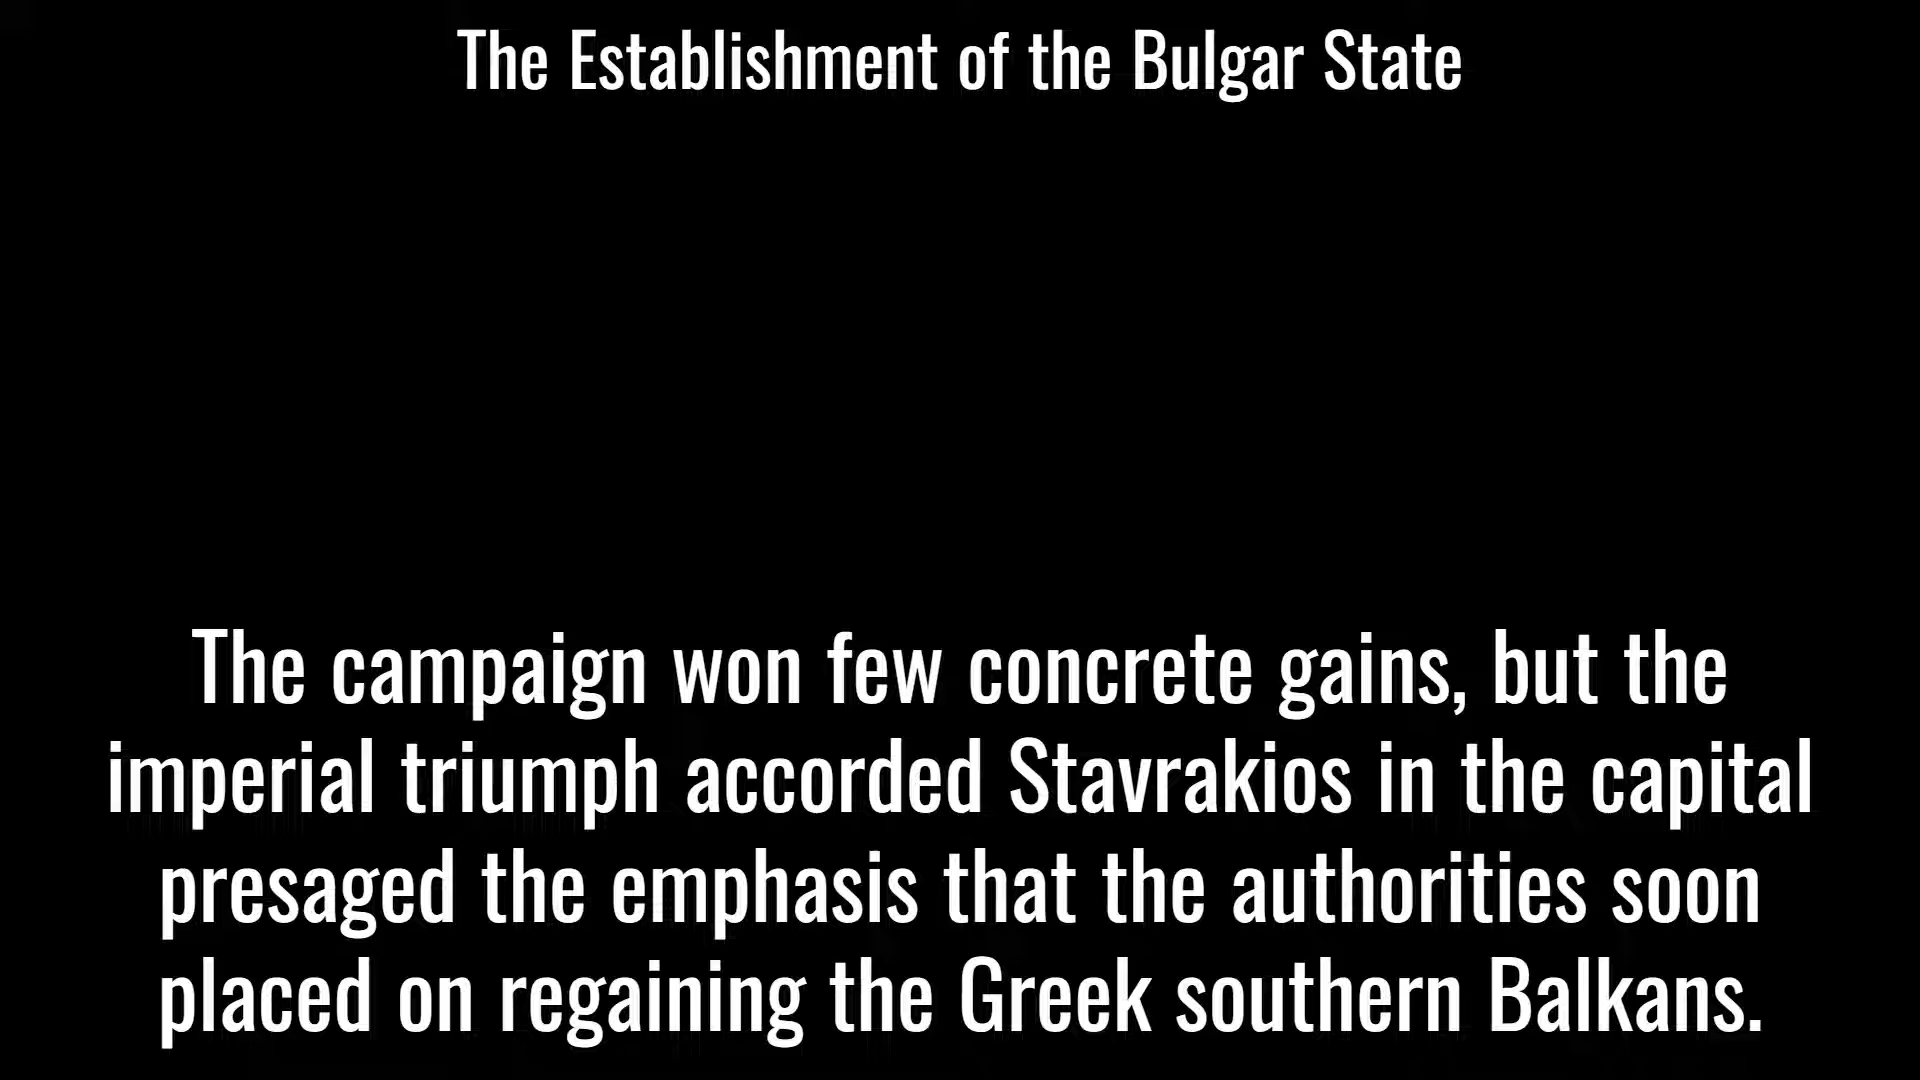 The Establishment of the Bulgar State
The campaign won few concrete gains, but the
imperial triumph accorded Stavrakios in the capital
presaged the emphasis that the authorities soon
placed on regaining the Greek southern Balkans.